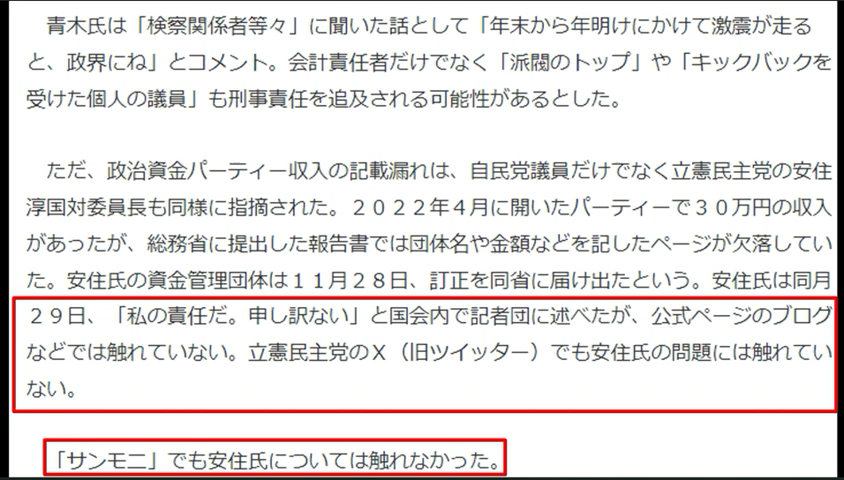 青木氏は「検察関係者等々」に聞いた話として「年末から年明けにかけて激震が走る
と、政界にね」とコメント。会計責任者だけでなく「派閥のトップ」や「キックバックを
受けた個人の議員」も刑事責任を追及される可能性があるとした。
ただ、政治資金パーティー収入の記載漏れは、自民党議員だけでなく立憲民主党の安住
淳国対委員長も同様に指摘された。２０２２年４月に開いたパーティーで３０万円の収入
があったが、総務省に提出した報告書では団体名や金額などを記したページが欠落してい
た。安住氏の資金管理団体は１１月２８日、訂正を同省に届け出たという。安住氏は同月
２９日、「私の責任だ。申し訳ない」と国会内で記者団に述べたが、公式ページのブログ
などでは触れていない。立憲民主党のＸ（旧ツイッター）でも安住氏の問題には触れてい
ない。
「サンモニ」でも安住氏については触れなかった。